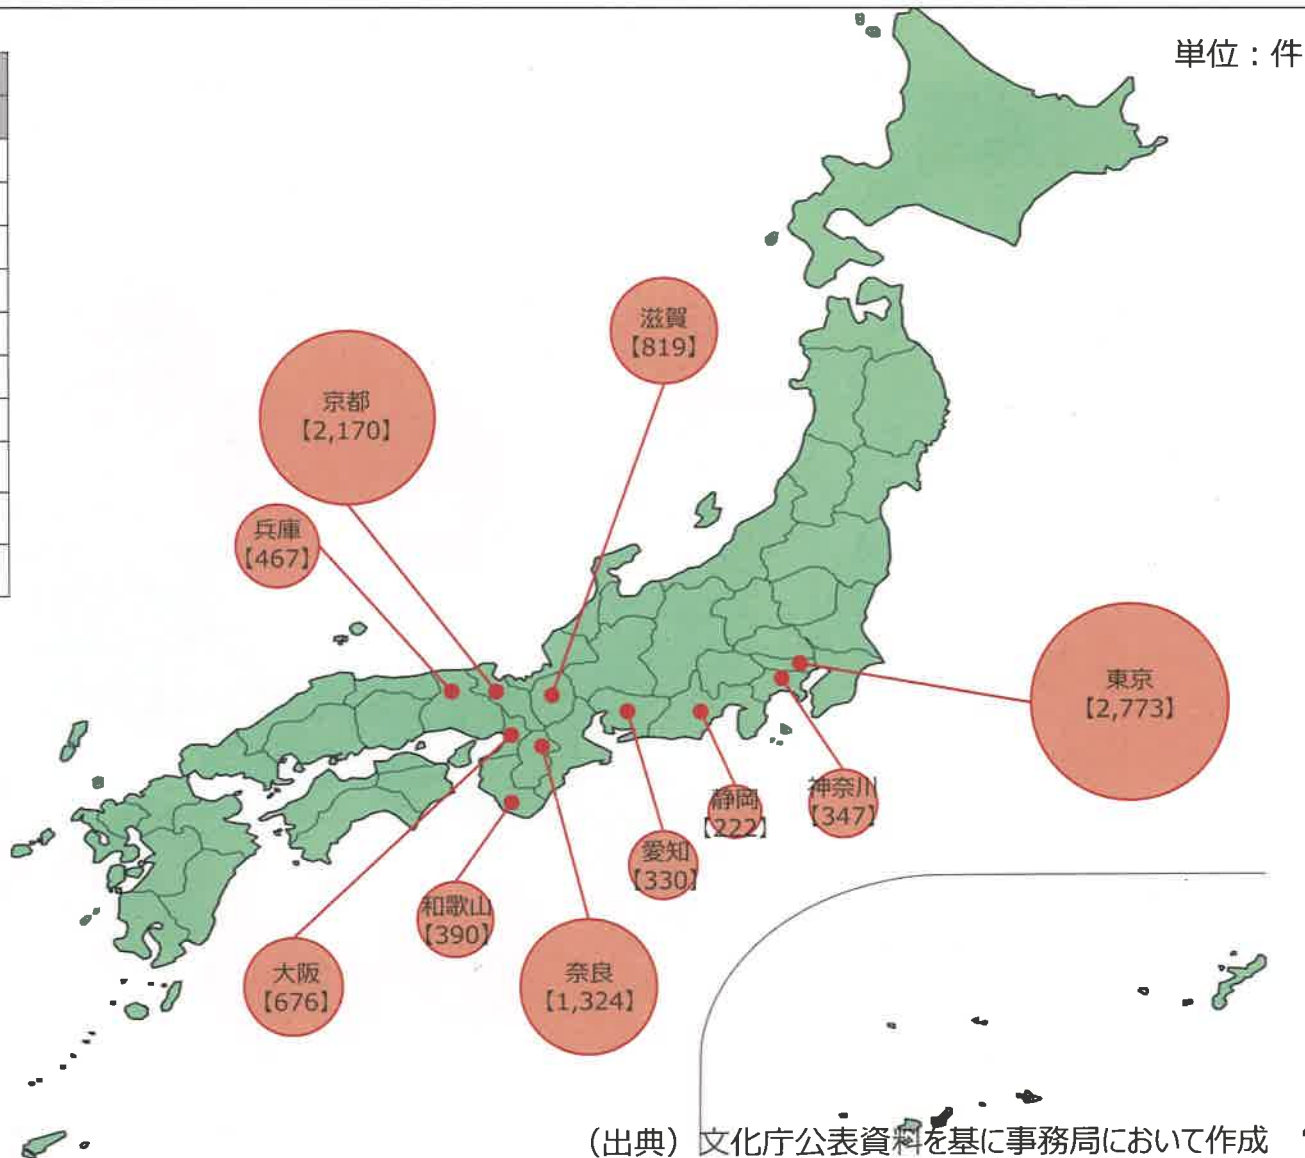 単位：件
滋賀
【819】
京都
【2,170】
兵庫
【467】
東京
【2,773】
神奈川
【347】
静岡
【222】
愛知
【330】
和歌山
【390】
大阪
【676】
奈良
【1,324】
（出典）文化庁公表資料を基に事務局において作成